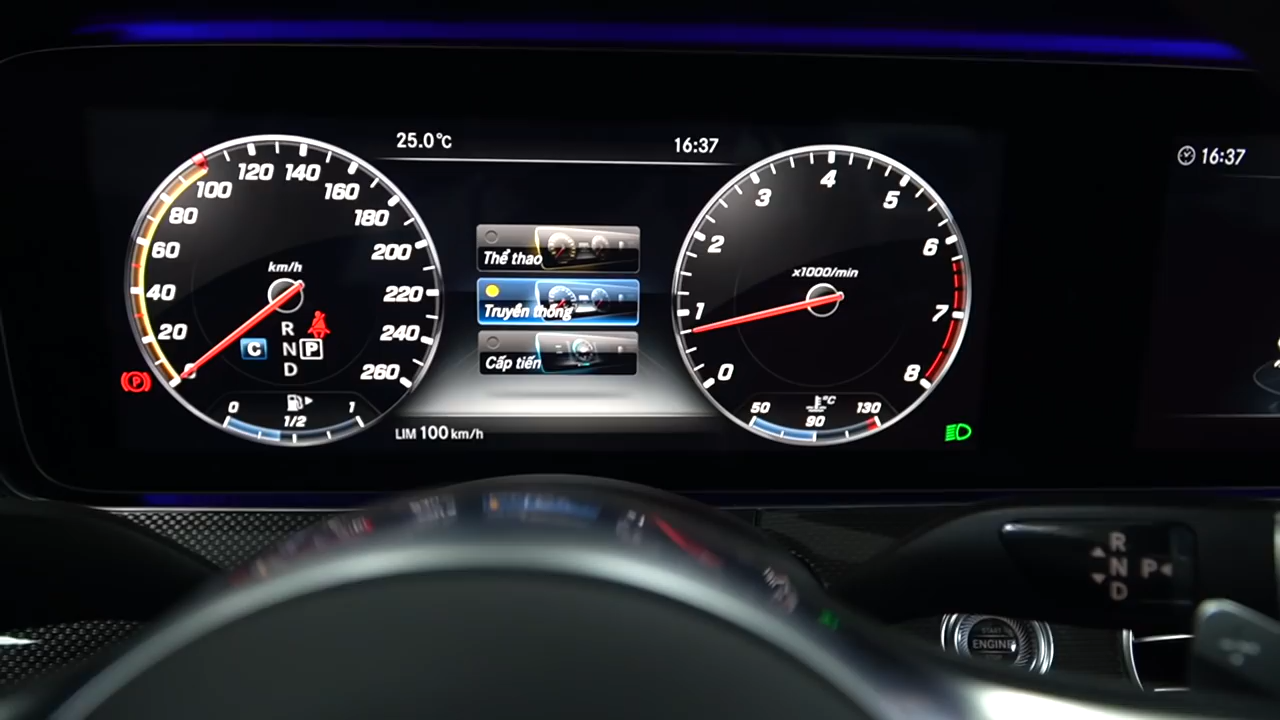 25.0°C
16:37
16:37
km/h
20
40
60
80
100
120
140
160
180
200
220
240
260
C
R
N
D
P
P
0
1/2
1
Thể thao
Truyền thống
Cấp tiến
LIM 100 km/h
x1000/min
0
1
2
3
4
5
6
7
8
°C
50
90
130
R
N
D
P
START
ENGINE